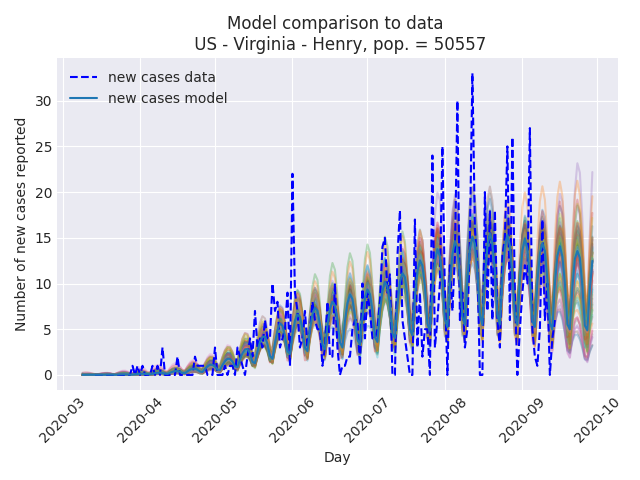 Model comparison to data
US - Virginia - Henry, pop. = 50557
new cases data
new cases model
Number of new cases reported
30
25
20
15
10
5
0
2020-03
2020-04
2020-05
2020-06
2020-07
2020-08
2020-09
2020-10
Day